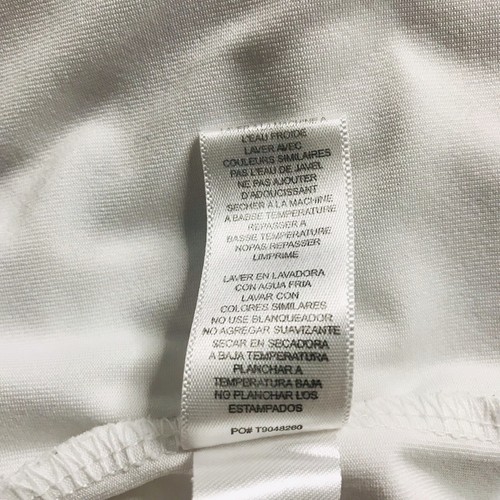 L'EAU FROIDE
LAVER AVEC
COULEURS SIMILAIRES
PAS L'EAU DE JAVEL
NE PAS AJOUTER
D'ADOUCISSANT
SECHER A LA MACHINE
A BASSE TEMPERATURE
REPASSER A
BASSE TEMPERATURE
NOPAS REPASSER
LIMPRIME
LAVER EN LAVADORA
CON AGUA FRIA
LAVAR CON
COLORES SIMILARES
NO USE BLANQUEADOR
NO AGREGAR SUAVIZANTE
SECAR EN SECADORA
A BAJA TEMPERATURA
PLANCHAR A
TEMPERATURA BAJA
NO PLANCHAR LOS
ESTAMPADOS
PO# T9048260